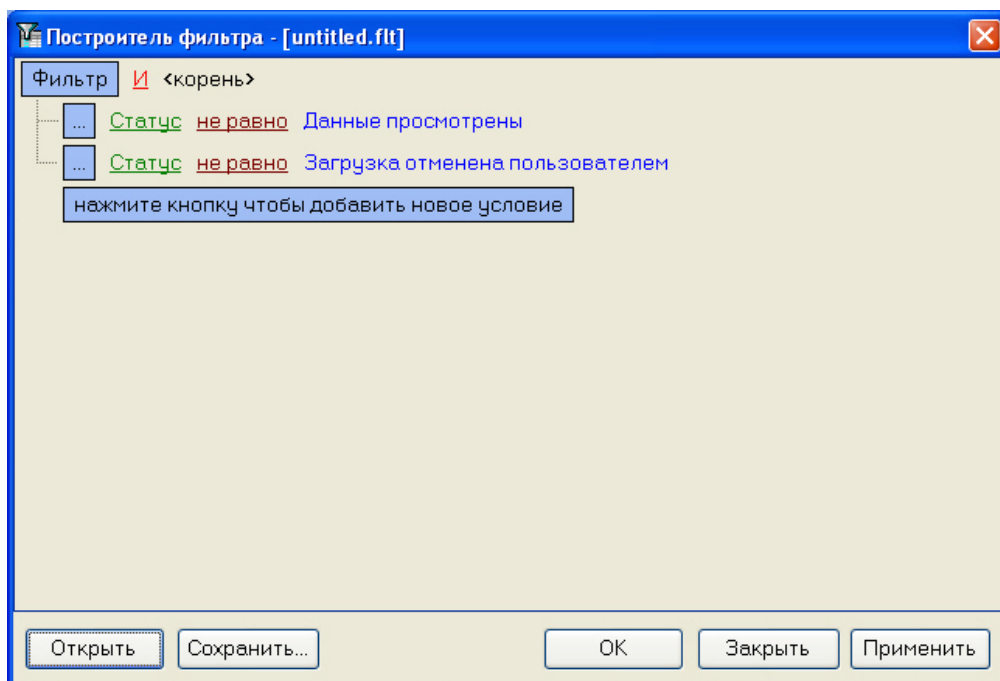 Построитель фильтра - [untitled.flt]
Фильтр И <корень>
... Статус не равно Данные просмотрены
... Статус не равно Загрузка отменена пользователем
нажмите кнопку чтобы добавить новое условие
Открыть Сохранить... OK Закрыть Применить